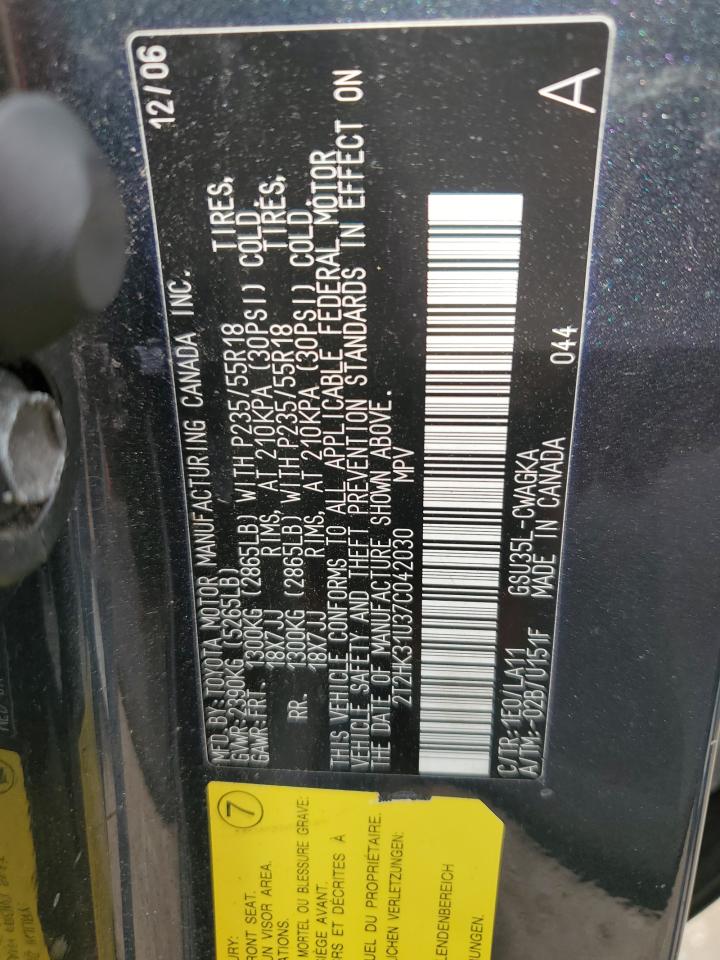 MFD.BY:TOYOTA MOTOR MANUFACTURING CANADA INC. 12/06
GVWR:2390KG (5265LB)
GAWR:FRT. 1300KG (2865LB) WITH P235/55R18 TIRES,
18X7JJ RIMS, AT 210KPA (30PSI) COLD.
RR. 1300KG (2865LB) WITH P235/55R18 TIRES,
18X7JJ RIMS, AT 210KPA (30PSI) COLD.
THIS VEHICLE CONFORMS TO ALL APPLICABLE FEDERAL MOTOR
VEHICLE SAFETY AND THEFT PREVENTION STANDARDS IN EFFECT ON
THE DATE OF MANUFACTURE SHOWN ABOVE.
2T2HK31U37C042030 MPV
C/TR:1E0/LA11 GSU35L-CWAGKA
A/TM:-02B/U151F MADE IN CANADA 044 A
7
URY:
FRONT SEAT.
UN VISOR AREA.
ATIONS.
MORTEL OU BLESSURE GRAVE:
SIÈGE AVANT.
RS ET DÉCRITES À
UEL DU PROPRIÉTAIRE.
UCHEN VERLETZUNGEN:
LENDENBEREICH
RUNGEN.